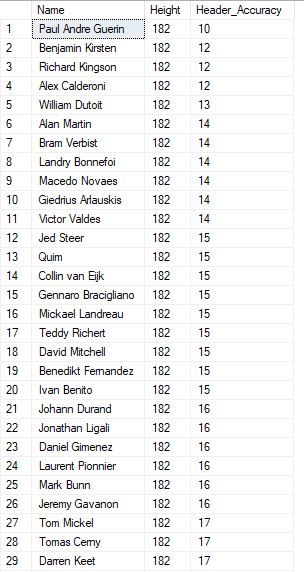 Name Height Header_Accuracy
1 Paul Andre Guerin 182 10
2 Benjamin Kirsten 182 12
3 Richard Kingson 182 12
4 Alex Calderoni 182 12
5 William Dutoit 182 13
6 Alan Martin 182 14
7 Bram Verbist 182 14
8 Landry Bonnefoi 182 14
9 Macedo Novaes 182 14
10 Giedrius Arlauskis 182 14
11 Victor Valdes 182 14
12 Jed Steer 182 15
13 Quim 182 15
14 Collin van Eijk 182 15
15 Gennaro Bracigliano 182 15
16 Mickael Landreau 182 15
17 Teddy Richert 182 15
18 David Mitchell 182 15
19 Benedikt Fernandez 182 15
20 Ivan Benito 182 15
21 Johann Durand 182 16
22 Jonathan Ligali 182 16
23 Daniel Gimenez 182 16
24 Laurent Pionnier 182 16
25 Mark Bunn 182 16
26 Jeremy Gavanon 182 16
27 Tom Mickel 182 17
28 Tomas Cerny 182 17
29 Darren Keet 182 17